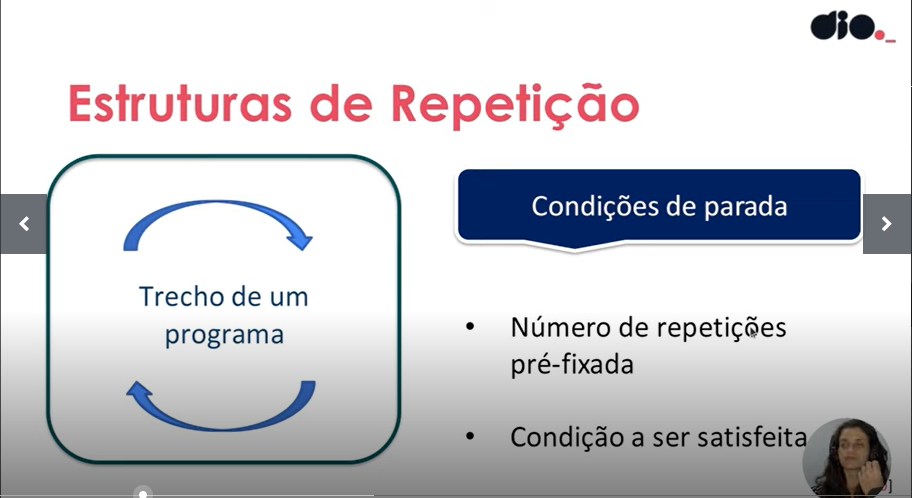 dio._
Estruturas de Repetição
Condições de parada
Trecho de um
programa
• Número de repetições
pré-fixada
• Condição a ser satisfeita
]